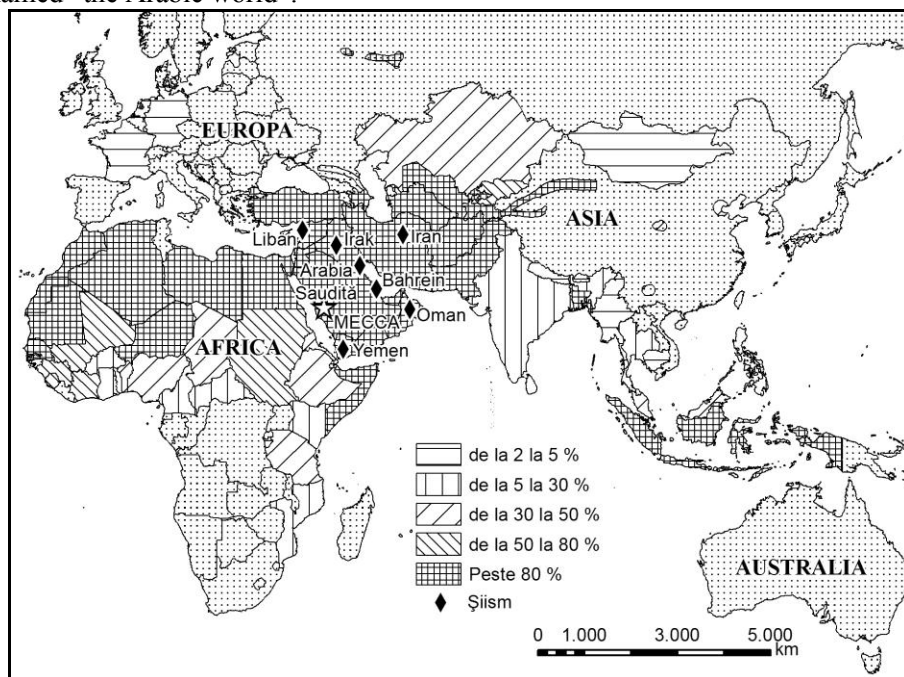 named "the Arabic world".
EUROPA
ASIA
Liban
Irak
Iran
Arabia
Saudită
Bahrein
MECCA
Oman
AFRICA
Yemen
de la 2 la 5 %
de la 5 la 30 %
de la 30 la 50 %
de la 50 la 80 %
Peste 80 %
Șiism
AUSTRALIA
0 1.000 3.000 5.000
km